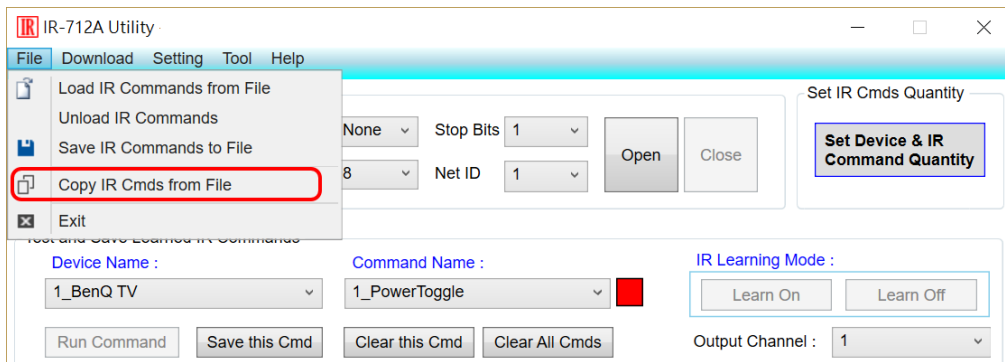 IR IR-712A Utility
File Download Setting Tool Help
Load IR Commands from File
Unload IR Commands
Save IR Commands to File
Copy IR Cmds from File
Exit
None Stop Bits 1
8 Net ID 1
Open Close
Set IR Cmds Quantity
Set Device & IR
Command Quantity
Device Name :
1_BenQ TV
Command Name :
1_PowerToggle
IR Learning Mode :
Learn On Learn Off
Run Command Save this Cmd Clear this Cmd Clear All Cmds
Output Channel : 1